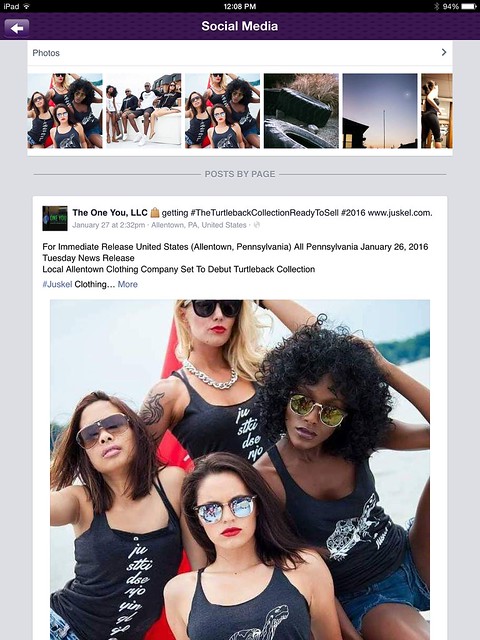 iPad
12:08 PM
94%
Social Media
Photos
POSTS BY PAGE
The One You, LLC getting #TheTurtlebackCollectionReadyToSell #2016 www.juskel.com.
January 27 at 2:32pm · Allentown, PA, United States ·
For Immediate Release United States (Allentown, Pennsylvania) All Pennsylvania January 26, 2016
Tuesday News Release
Local Allentown Clothing Company Set To Debut Turtleback Collection
#Juskel Clothing... More
ju
stki
dse
njo
ju
stki
dse
njo
yin